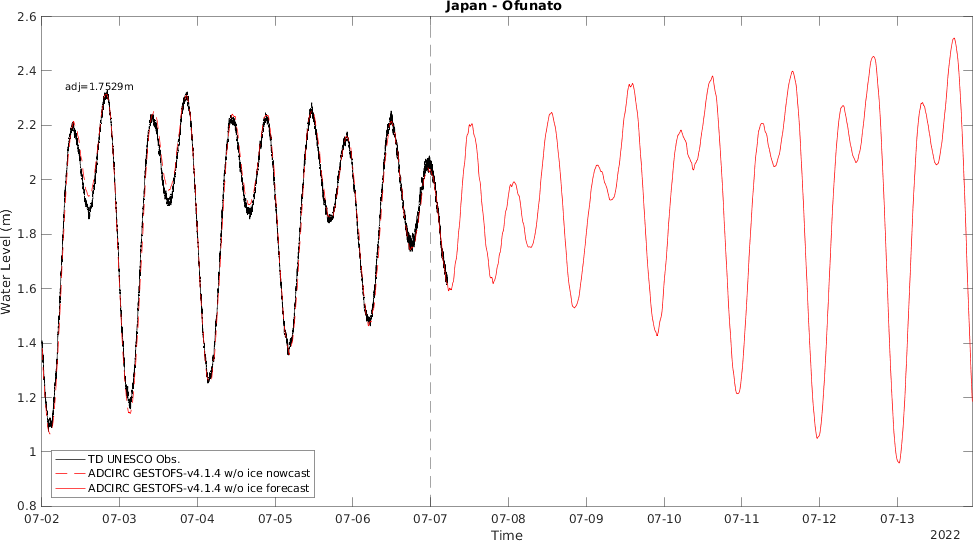 Japan - Ofunato
2.6
2.4
adj=1.7529m
2.2
2
1.8
1.6
1.4
1.2
1
0.8
Water Level (m)
TD UNESCO Obs.
ADCIRC GESTOFS-v4.1.4 w/o ice nowcast
ADCIRC GESTOFS-v4.1.4 w/o ice forecast
07-02 07-03 07-04 07-05 07-06 07-07 07-08 07-09 07-10 07-11 07-12 07-13
Time
2022